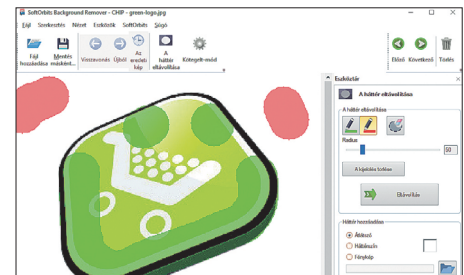 SoftOrbits Background Remover - CHIP - green-logo.jpg
Fájl Szerkesztés Nézet Eszközök SoftOrbits Súgó
Fájl hozzáadása
Mentés másként...
Visszavonás
Újból
Az eredeti kép
A háttér eltávolítása
Kötegelt-mód
Előző
Következő
Törlés
Eszköztár
A háttér eltávolítása
A háttér eltávolítása
Radius
50
A kijelölés törlése
Eltávolítás
Háttér hozzáadása
Átlátszó
Háttérszín
Fénykép